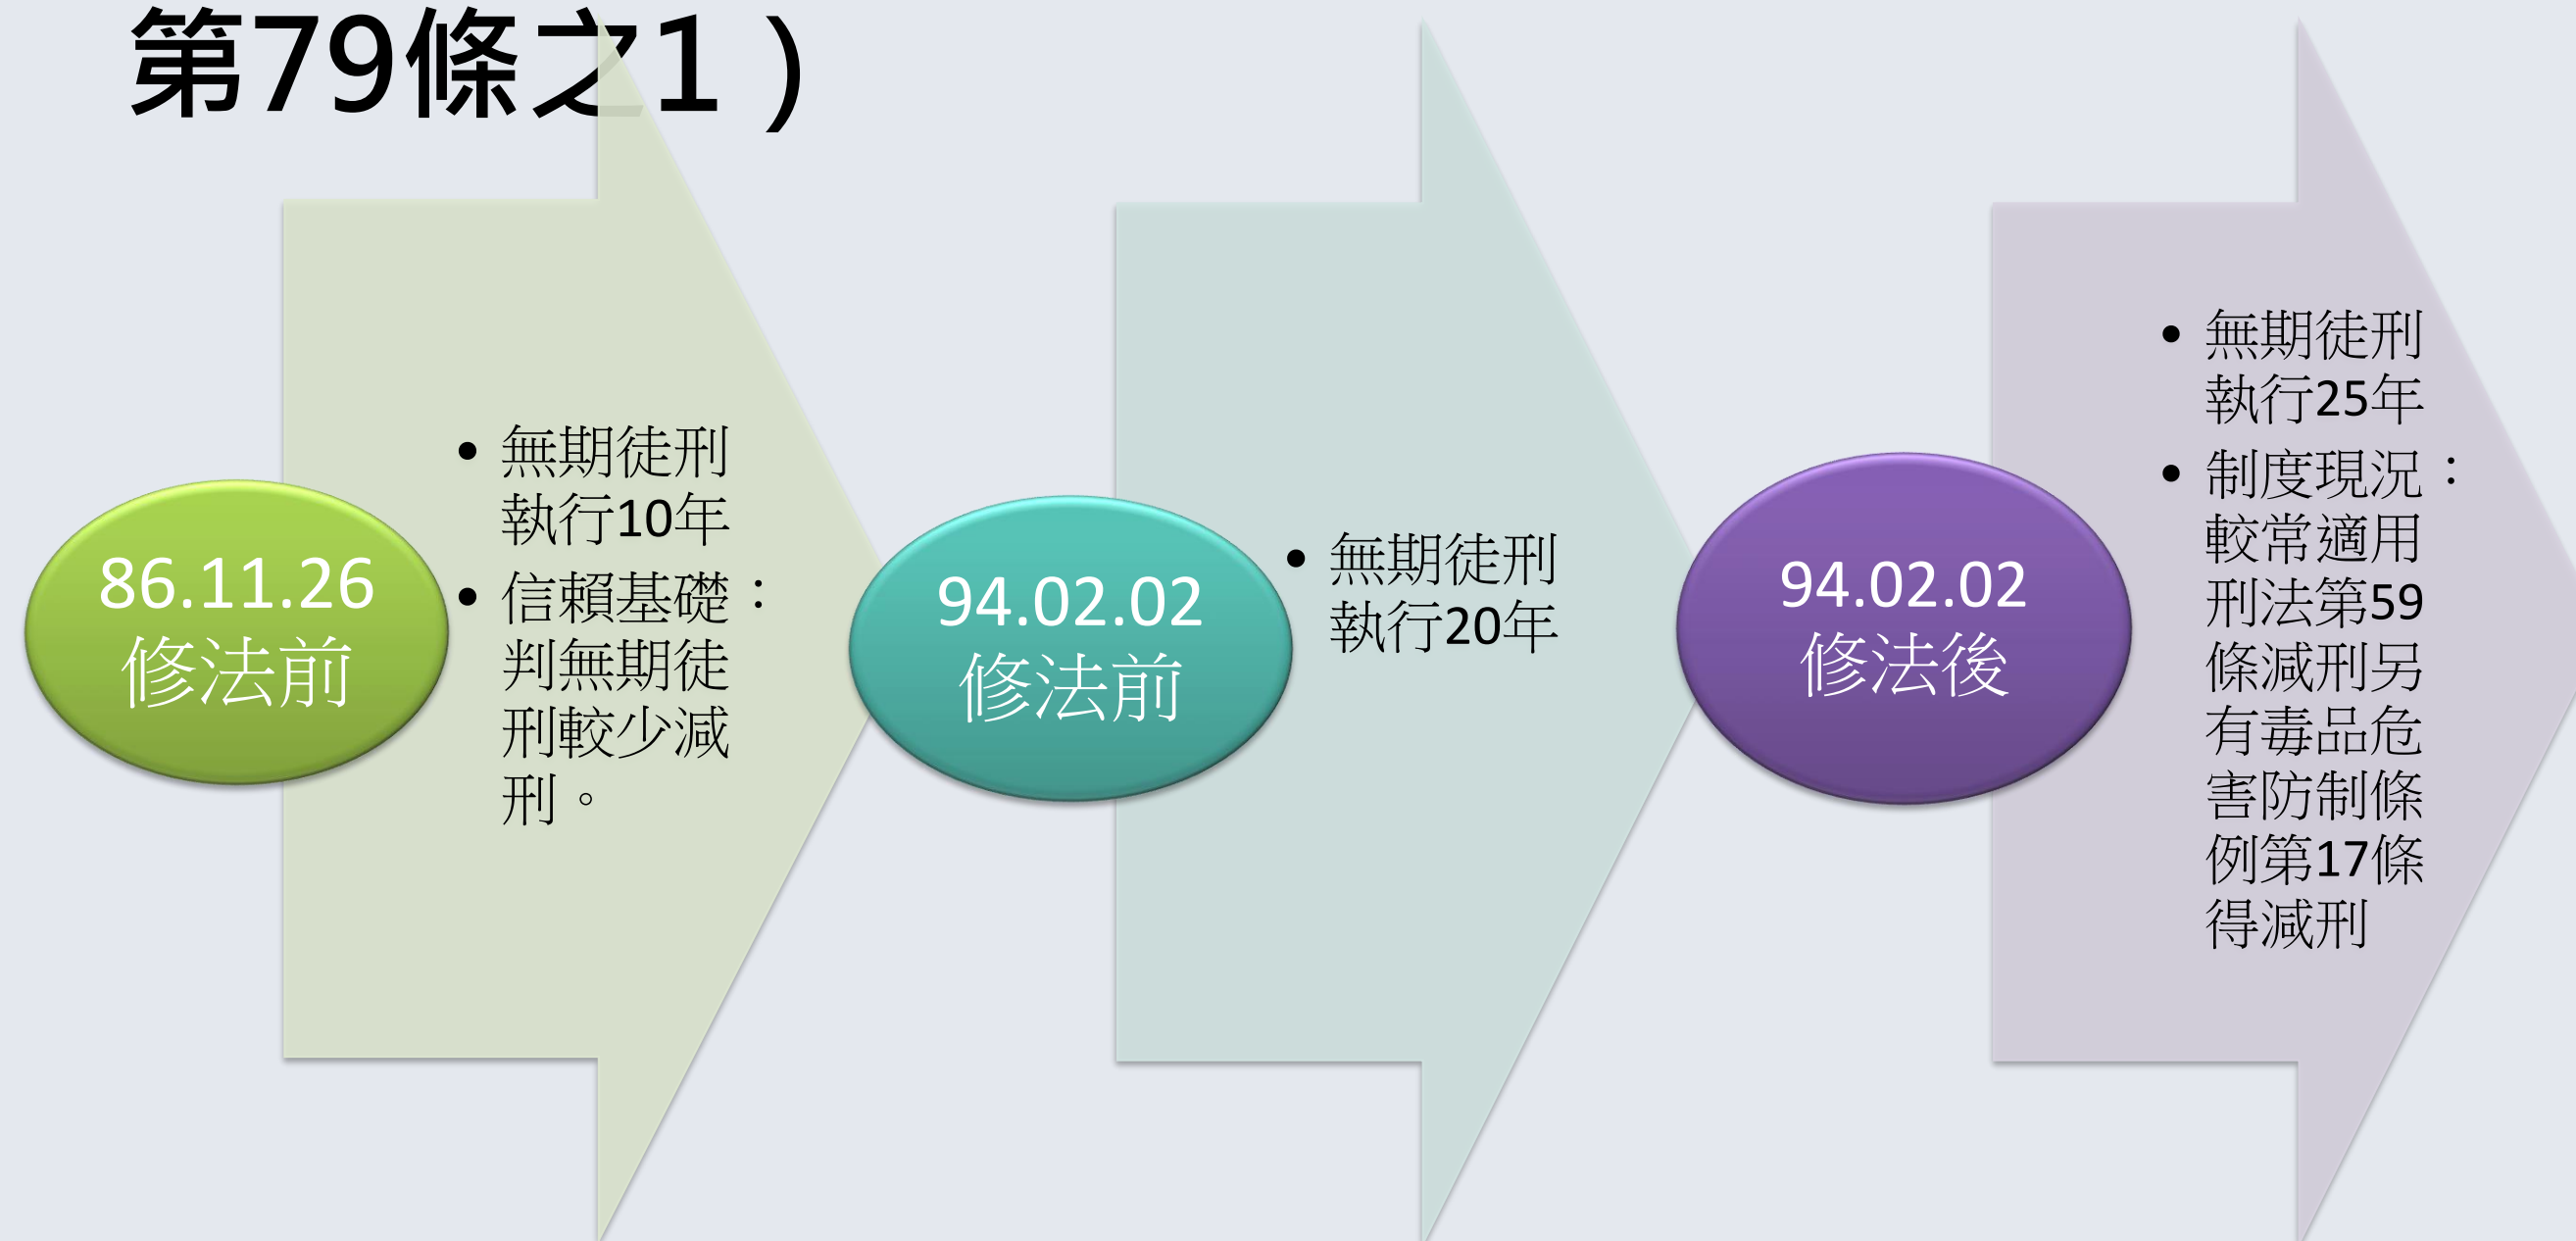 第79條之1）
86.11.26
修法前
• 無期徒刑
執行10年
• 信賴基礎：
判無期徒
刑較少減
刑。
94.02.02
修法前
• 無期徒刑
執行20年
94.02.02
修法後
• 無期徒刑
執行25年
• 制度現況：
較常適用
刑法第59
條減刑另
有毒品危
害防制條
例第17條
得減刑